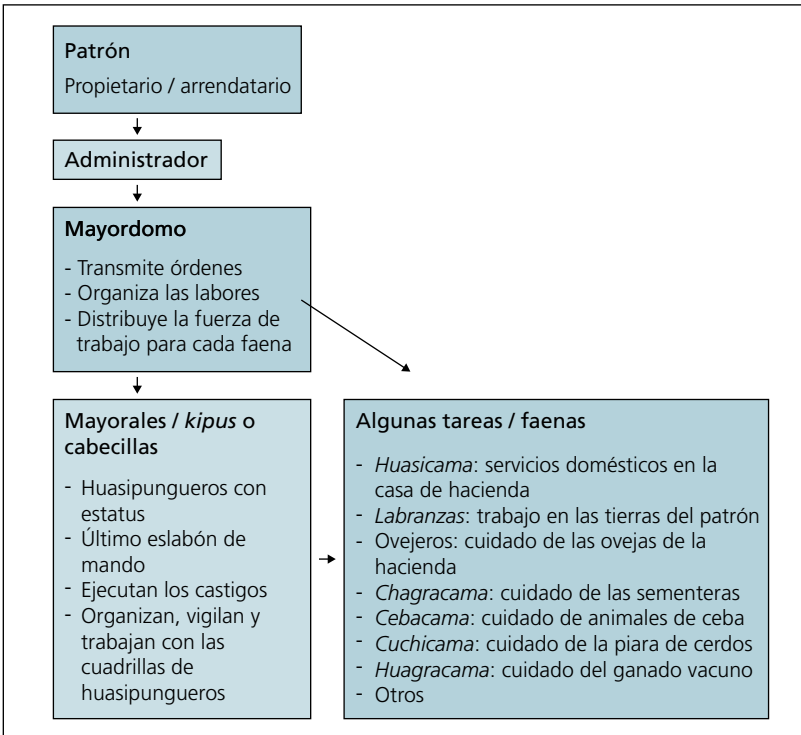 Patrón
Propietario / arrendatario
Administrador
Mayordomo
- Transmite órdenes
- Organiza las labores
- Distribuye la fuerza de
trabajo para cada faena
Mayorales / kipus o
cabecillas
- Huasipungueros con
estatus
- Último eslabón de
mando
- Ejecutan los castigos
- Organizan, vigilan y
trabajan con las
cuadrillas de
huasipungueros
Algunas tareas / faenas
- Huasicama: servicios domésticos en la
casa de hacienda
- Labranzas: trabajo en las tierras del patrón
- Ovejeros: cuidado de las ovejas de la
hacienda
- Chagracama: cuidado de las sementeras
- Cebacama: cuidado de animales de ceba
- Cuchicama: cuidado de la piara de cerdos
- Huagracama: cuidado del ganado vacuno
- Otros